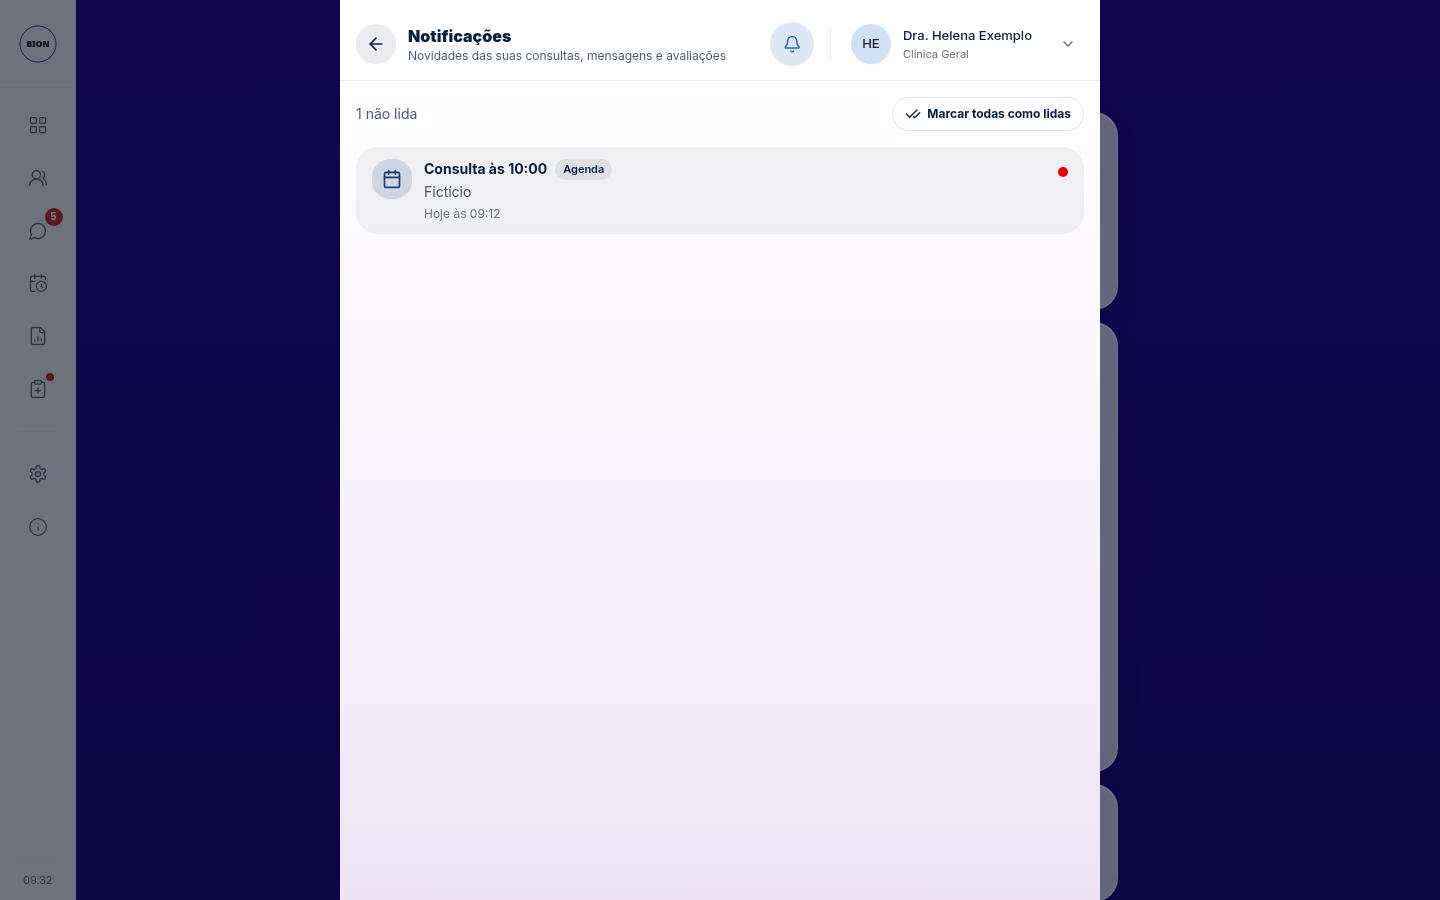 BION
5
09:32
Notificações
Novidades das suas consultas, mensagens e avaliações
HE
Dra. Helena Exemplo
Clínica Geral
1 não lida
Marcar todas como lidas
Consulta às 10:00
Agenda
Fictício
Hoje às 09:12